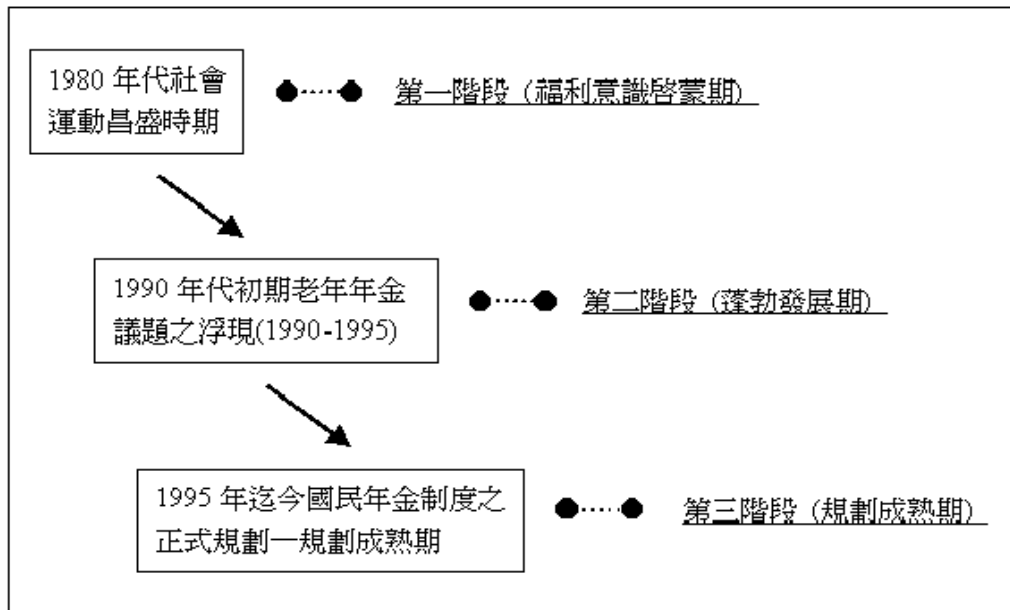 1980 年代社會
運動昌盛時期
第一階段 (福利意識啓蒙期)
1990 年代初期老年年金
議題之浮現(1990-1995)
第二階段 (蓬勃發展期)
1995 年迄今國民年金制度之
正式規劃—規劃成熟期
第三階段 (規劃成熟期)